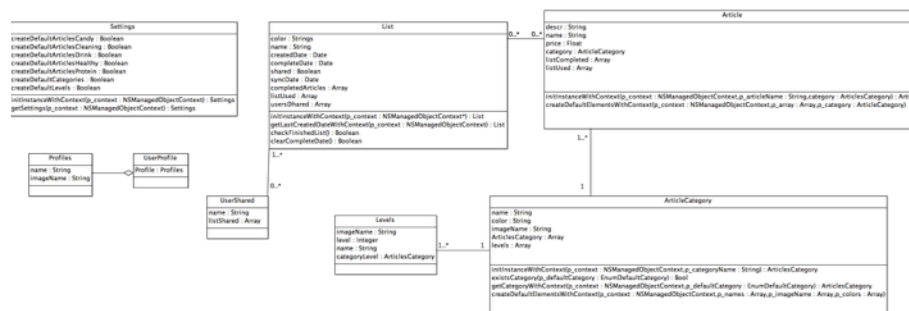 Settings
createDefaultArticlesCandy : Boolean
createDefaultArticlesCleaning : Boolean
createDefaultArticlesDrink : Boolean
createDefaultArticlesHealthy : Boolean
createDefaultArticlesProtein : Boolean
createDefaultCategories : Boolean
createDefaultLevels : Boolean
initInstanceWithContext(p_context : NSManagedObjectContext) : Settings
getSettings(p_context : NSManagedObjectContext) : Settings
List
color : Strings
name : String
createdDate : Date
completeDate : Date
shared : Boolean
syncDate : Date
completedArticles : Array
listUsed : Array
usersShared : Array
initInstanceWithContext(p_context : NSManagedObjectContext*) : List
getLastCreatedDateWithContext(p_context : NSManagedObjectContext) : List
checkFinishedList() : Boolean
clearCompleteDate() : Boolean
0..*
0..*
Article
descr : String
name : String
price : Float
category : ArticleCategory
listCompleted : Array
listUsed : Array
initInstanceWithContext(p_context : NSManagedObjectContext,p_articleName : String,category : ArticlesCategory) : Arti
createDefaultElementsWithContext(p_context : NSManagedObjectContext,p_array : Array,p_category : ArticleCategory)
1..*
1
1..*
0..*
Profiles
name : String
imageName : String
UserProfile
Profile : Profiles
UserShared
name : String
listShared : Array
Levels
imageName : String
level : Integer
name : String
categoryLevel : ArticlesCategory
1..*
1
ArticleCategory
name : String
color : String
imageName : String
ArticlesCategory : Array
levels : Array
initInstanceWithContext(p_context : NSManagedObjectContext,p_categoryName : String) : ArticlesCategory
existsCategory(p_defaultCategory : EnumDefaultCategory) : Bool
getCategoryWithContext(p_context : NSManagedObjectContext,p_defaultCategory : EnumDefaultCategory) : ArticlesCategory
createDefaultElementsWithContext(p_context : NSManagedObjectContext,p_names : Array,p_imageName : Array,p_colors : Array)